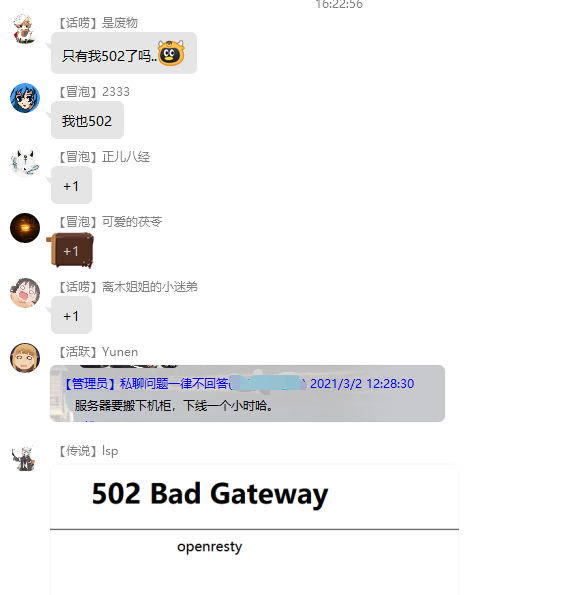 16:22:56
【话唠】是废物
只有我502了吗..
【冒泡】2333
我也502
【冒泡】正儿八经
+1
【冒泡】可爱的茯苓
+1
【话唠】斋木姐姐的小迷弟
+1
【活跃】Yunen
【管理员】私聊问题一律不回答( ) 2021/3/2 12:28:30
服务器要搬下机柜，下线一个小时哈。
【传说】lsp
502 Bad Gateway
openresty